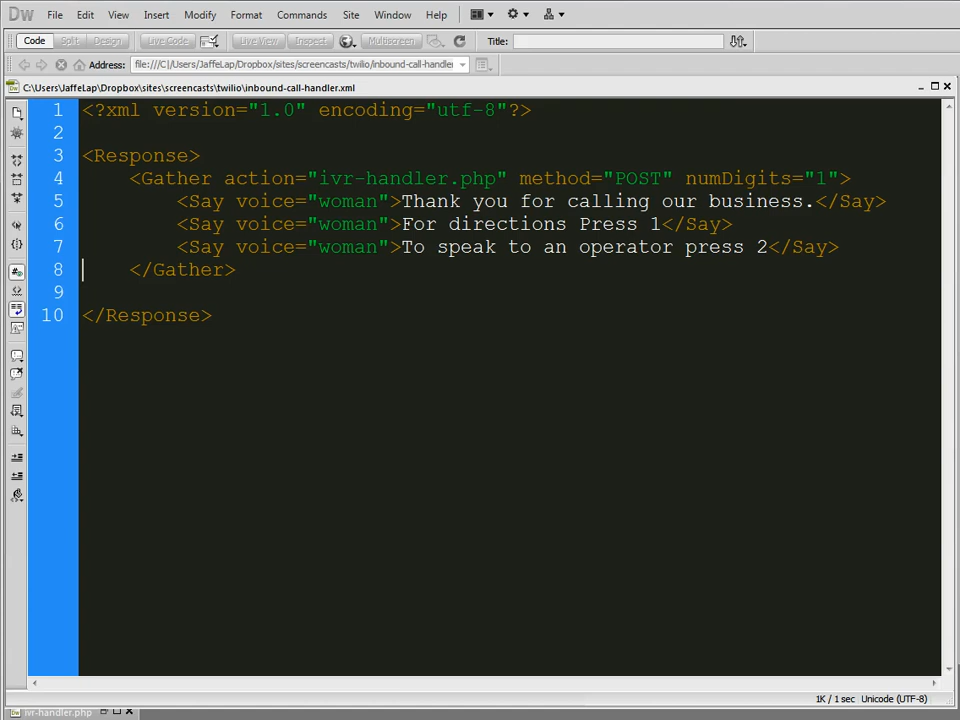 Dw File Edit View Insert Modify Format Commands Site Window Help
Code Split Design Live Code Live View Inspect Multiscreen Title:
Address: file:///C|/Users/JaffeLap/Dropbox/sites/screencasts/twilio/inbound-call-handler
C:\Users\JaffeLap\Dropbox\sites\screencasts\twilio\inbound-call-handler.xml
1 <?xml version="1.0" encoding="utf-8"?>
2
3 <Response>
4 <Gather action="ivr-handler.php" method="POST" numDigits="1">
5 <Say voice="woman">Thank you for calling our business.</Say>
6 <Say voice="woman">For directions Press 1</Say>
7 <Say voice="woman">To speak to an operator press 2</Say>
8 </Gather>
9
10 </Response>
1K / 1 sec Unicode (UTF-8)
ivr-handler.php